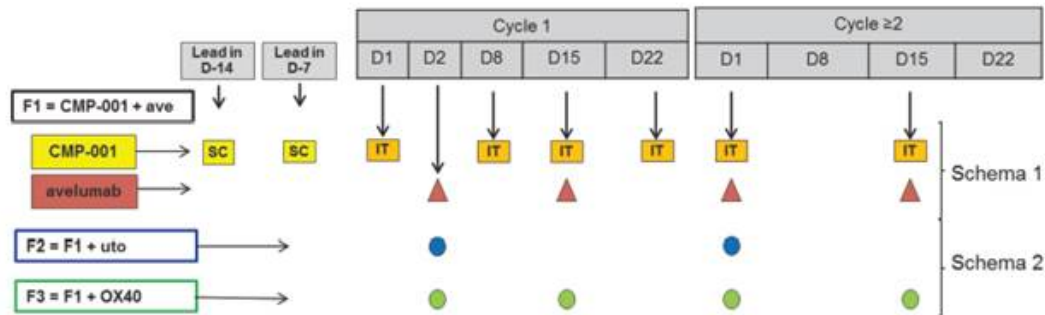 Cycle 1
Cycle ≥2
Lead in
D-14
Lead in
D-7
D1 D2 D8 D15 D22 D1 D8 D15 D22
F1 = CMP-001 + ave
CMP-001 SC SC IT IT IT IT IT IT
Schema 1
avelumab
F2 = F1 + uto
Schema 2
F3 = F1 + OX40